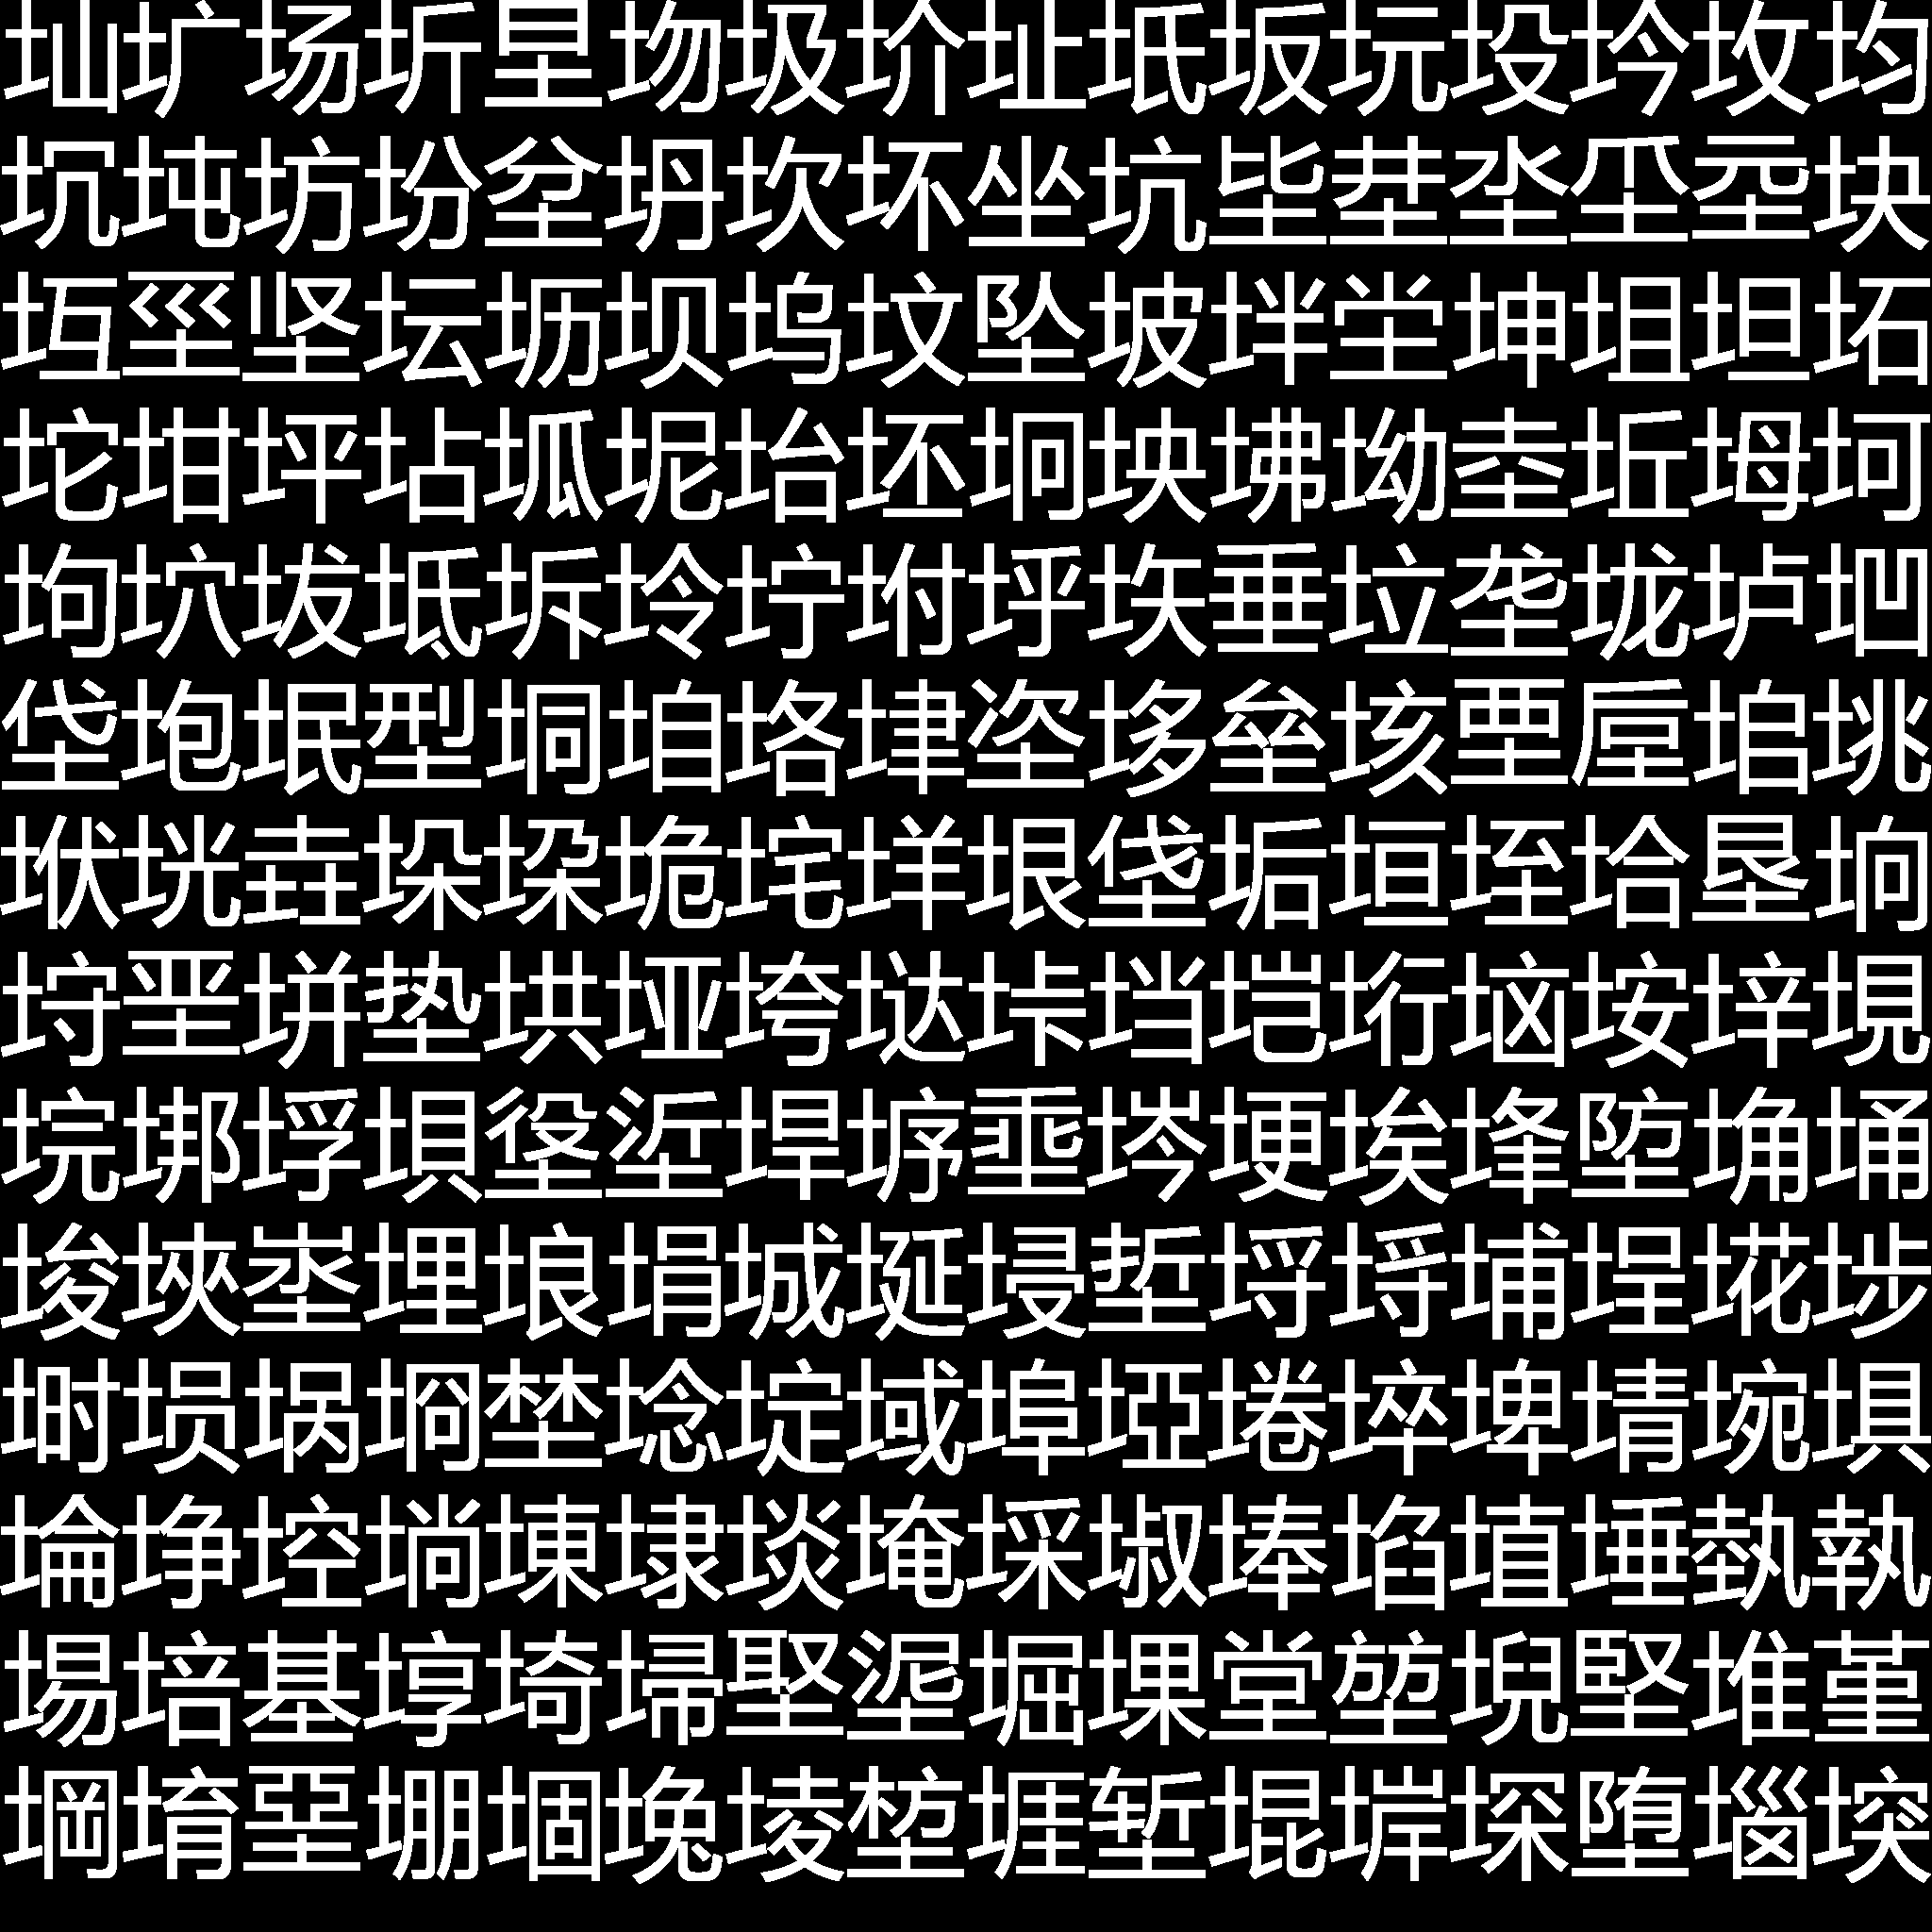 圸圹场圻圼圽圾圿址坁坂坃坄坅坆均
坈坉坊坋坌坍坎坏坐坑坒坓坔坕坖块
坘坙坚坛坜坝坞坟坠坡坢坣坤坥坦坧
坨坩坪坫坬坭坮坯坰坱坲坳坴坵坶坷
坸坹坺坻坼坽坾坿垀垁垂垃垄垅垆垇
垈垉垊型垌垍垎垏垐垑垒垓垔垕垖垗
垘垙垚垛垜垝垞垟垠垡垢垣垤垥垦垧
垨垩垪垫垬垭垮垯垰垱垲垳垴垵垶垷
垸垹垺垻垼垽垾垿埀埁埂埃埄埅埆埇
埈埉埊埋埌埍城埏埐埑埒埓埔埕埖埗
埘埙埚埛埜埝埞域埠埡埢埣埤埥埦埧
埨埩埪埫埬埭埮埯埰埱埲埳埴埵埶執
埸培基埻埼埽埾埿堀堁堂堃堄堅堆堇
堈堉堊堋堌堍堎堏堐堑堒堓堔堕堖堗